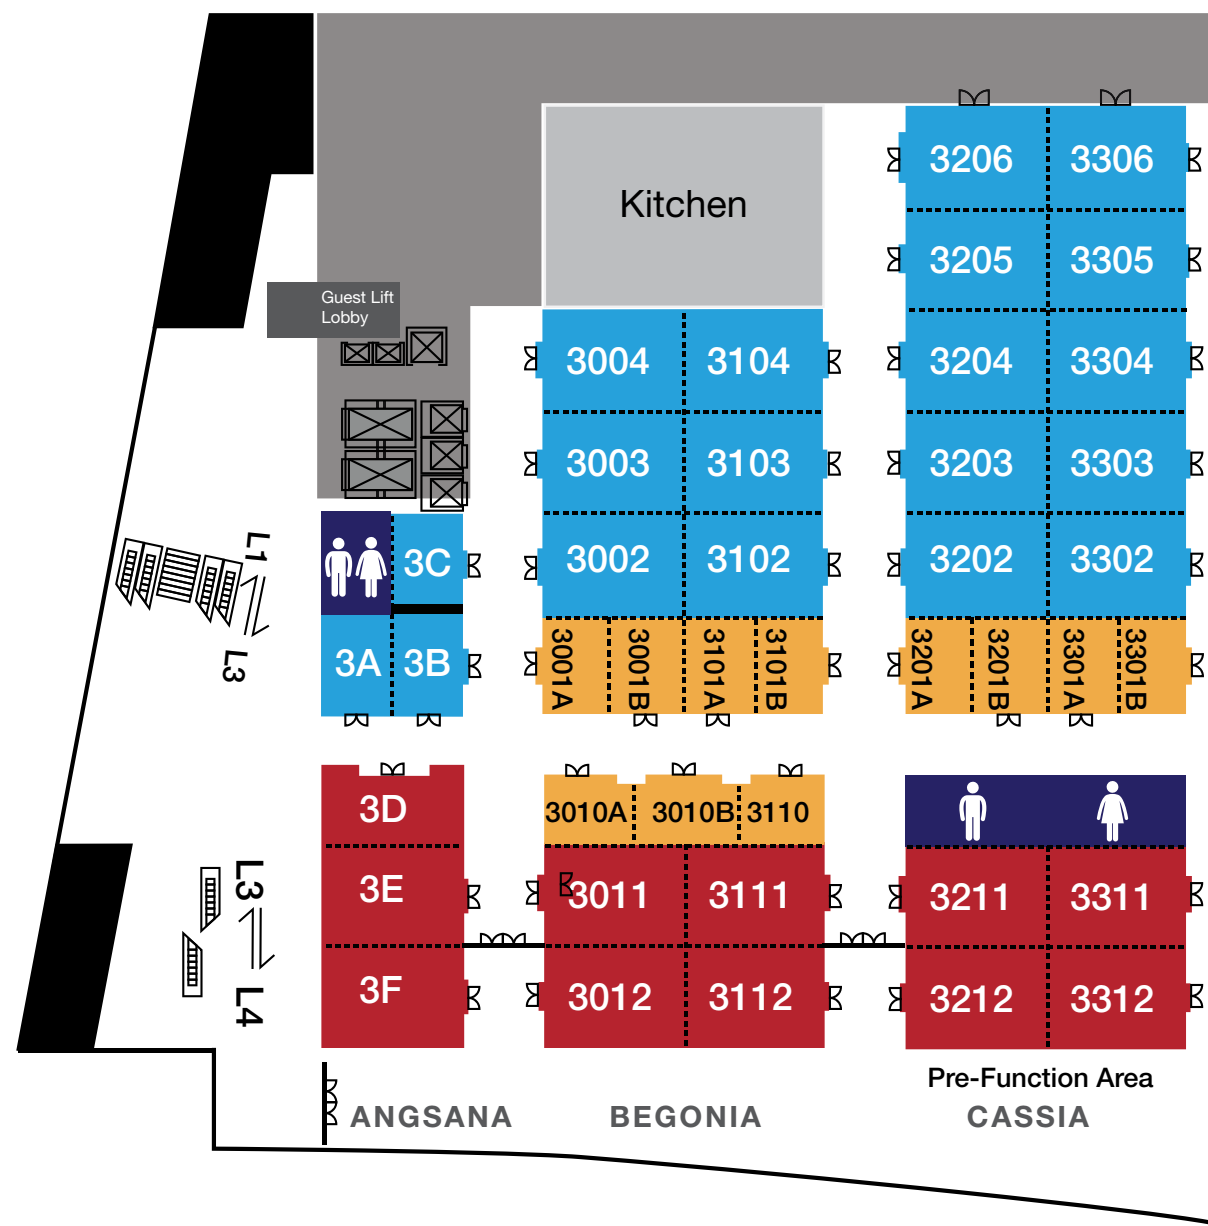 3206
3306
Kitchen
3205
3305
Guest Lift
Lobby
3004
3104
3204
3304
3003
3103
3203
3303
L1
L3
3C
3002
3102
3202
3302
3A
3B
3001A
3001B
3101A
3101B
3201A
3201B
3301A
3301B
3D
3010A
3010B
3110
3E
3011
3111
3211
3311
L3
L4
3F
3012
3112
3212
3312
Pre-Function Area
ANGSANA
BEGONIA
CASSIA